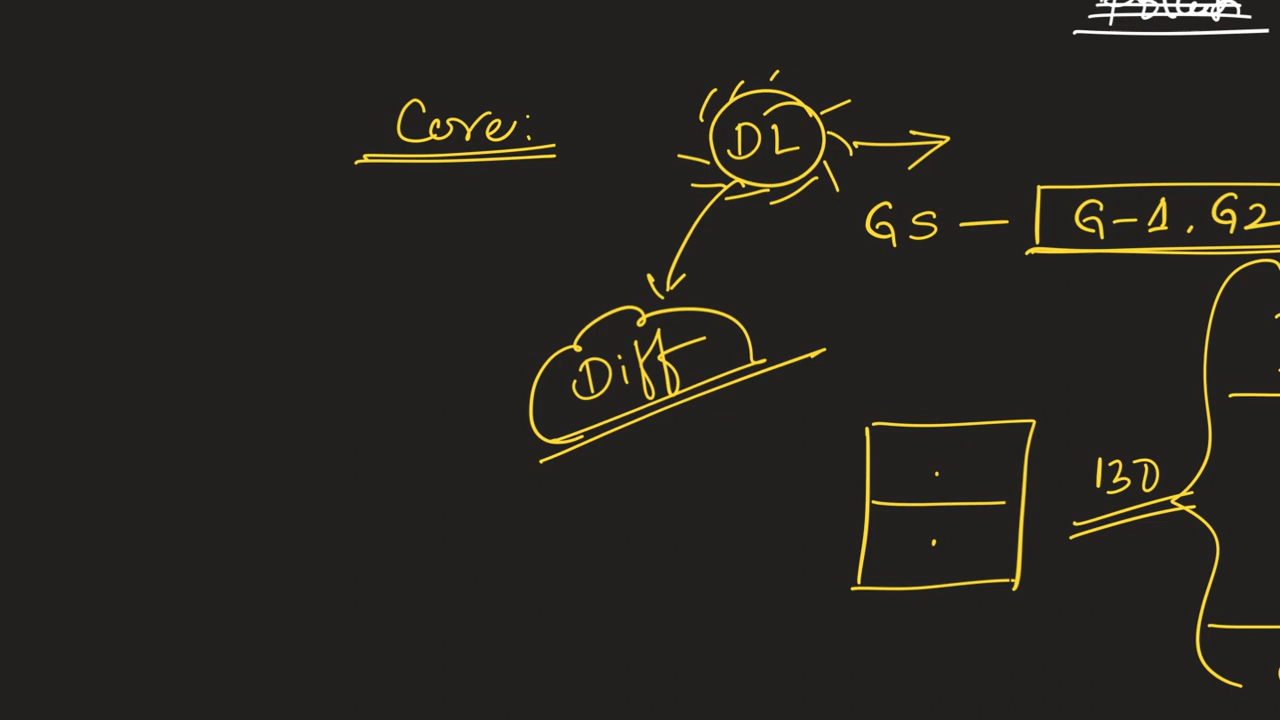 Core:
DL
GS — G-1, G2
Diff
130